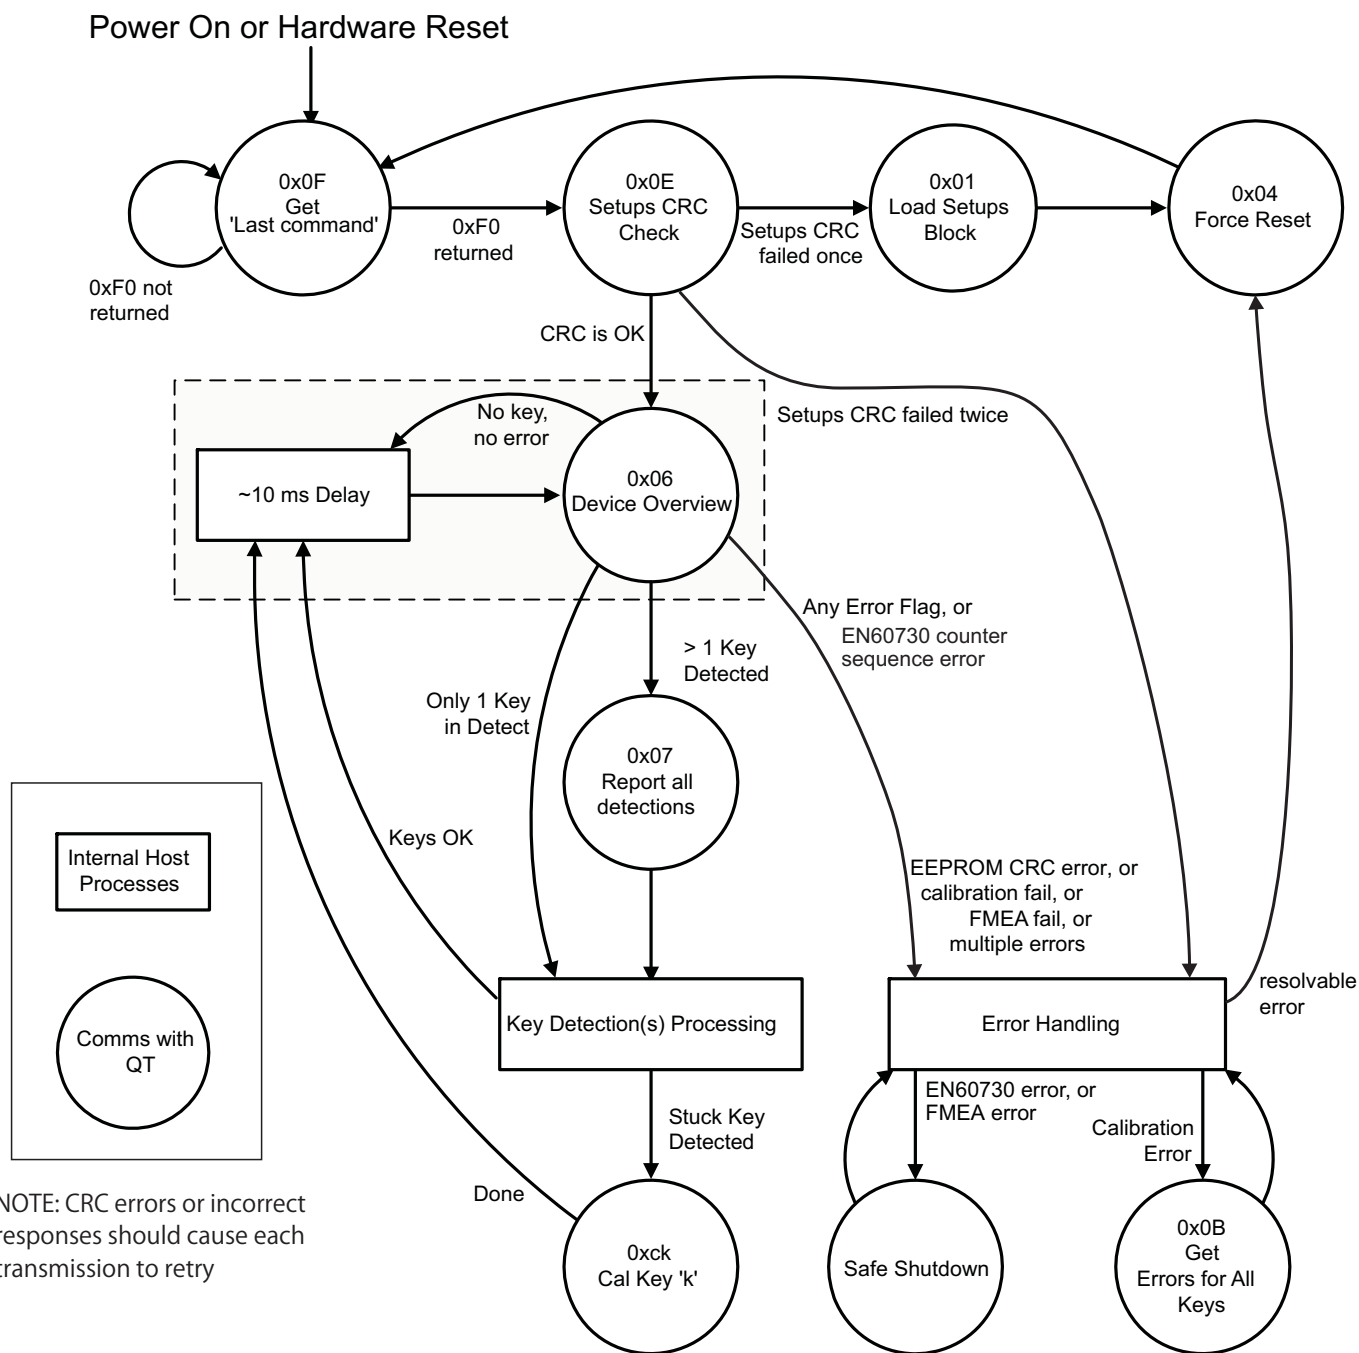 Power On or Hardware Reset
0x0F
Get
'Last command'
0xF0 not
returned
0xF0
returned
0x0E
Setups CRC
Check
Setups CRC
failed once
0x01
Load Setups
Block
0x04
Force Reset
CRC is OK
Setups CRC failed twice
No key,
no error
~10 ms Delay
0x06
Device Overview
Any Error Flag, or
EN60730 counter
sequence error
> 1 Key
Detected
Only 1 Key
in Detect
0x07
Report all
detections
Keys OK
EEPROM CRC error, or
calibration fail, or
FMEA fail, or
multiple errors
resolvable
error
Internal Host
Processes
Comms with
QT
Key Detection(s) Processing
Error Handling
EN60730 error, or
FMEA error
Calibration
Error
Stuck Key
Detected
Done
0xck
Cal Key 'k'
Safe Shutdown
0x0B
Get
Errors for All
Keys
NOTE: CRC errors or incorrect
responses should cause each
transmission to retry